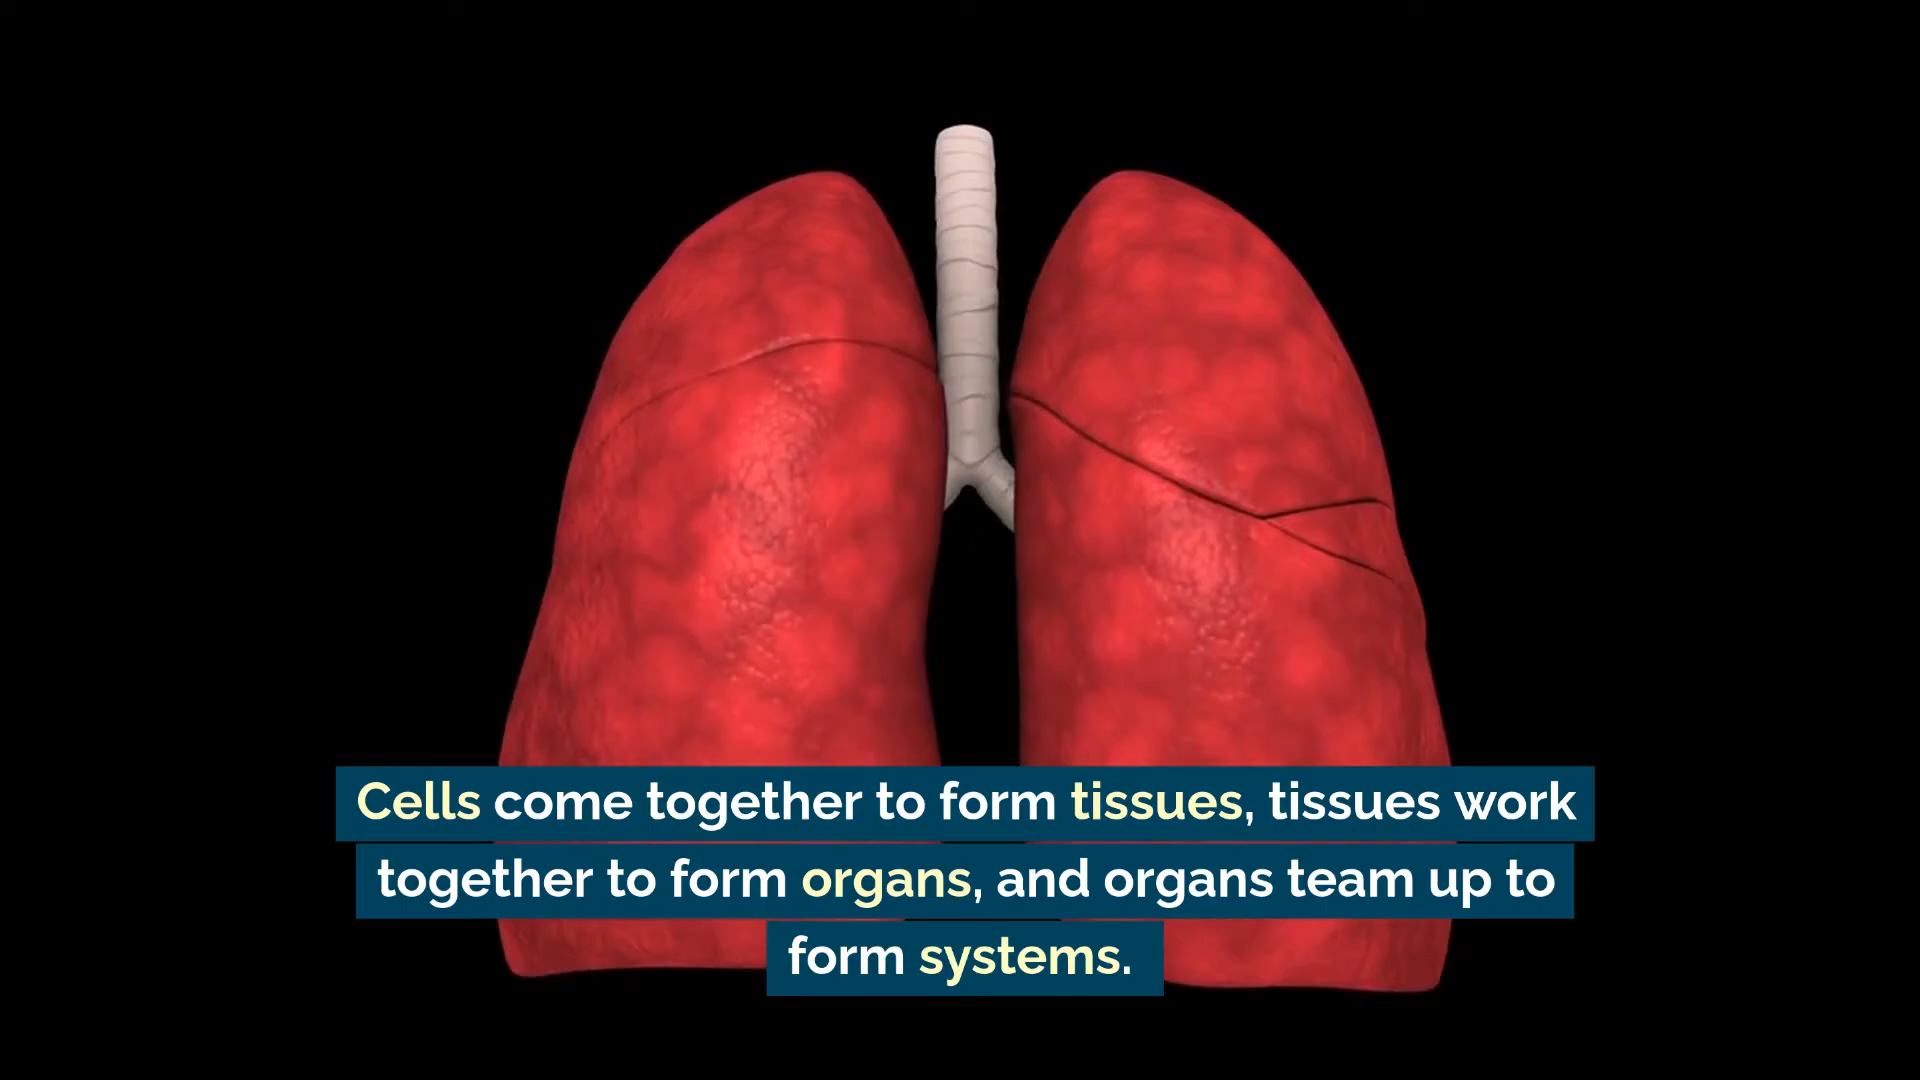 Cells come together to form tissues, tissues work
together to form organs, and organs team up to
form systems.